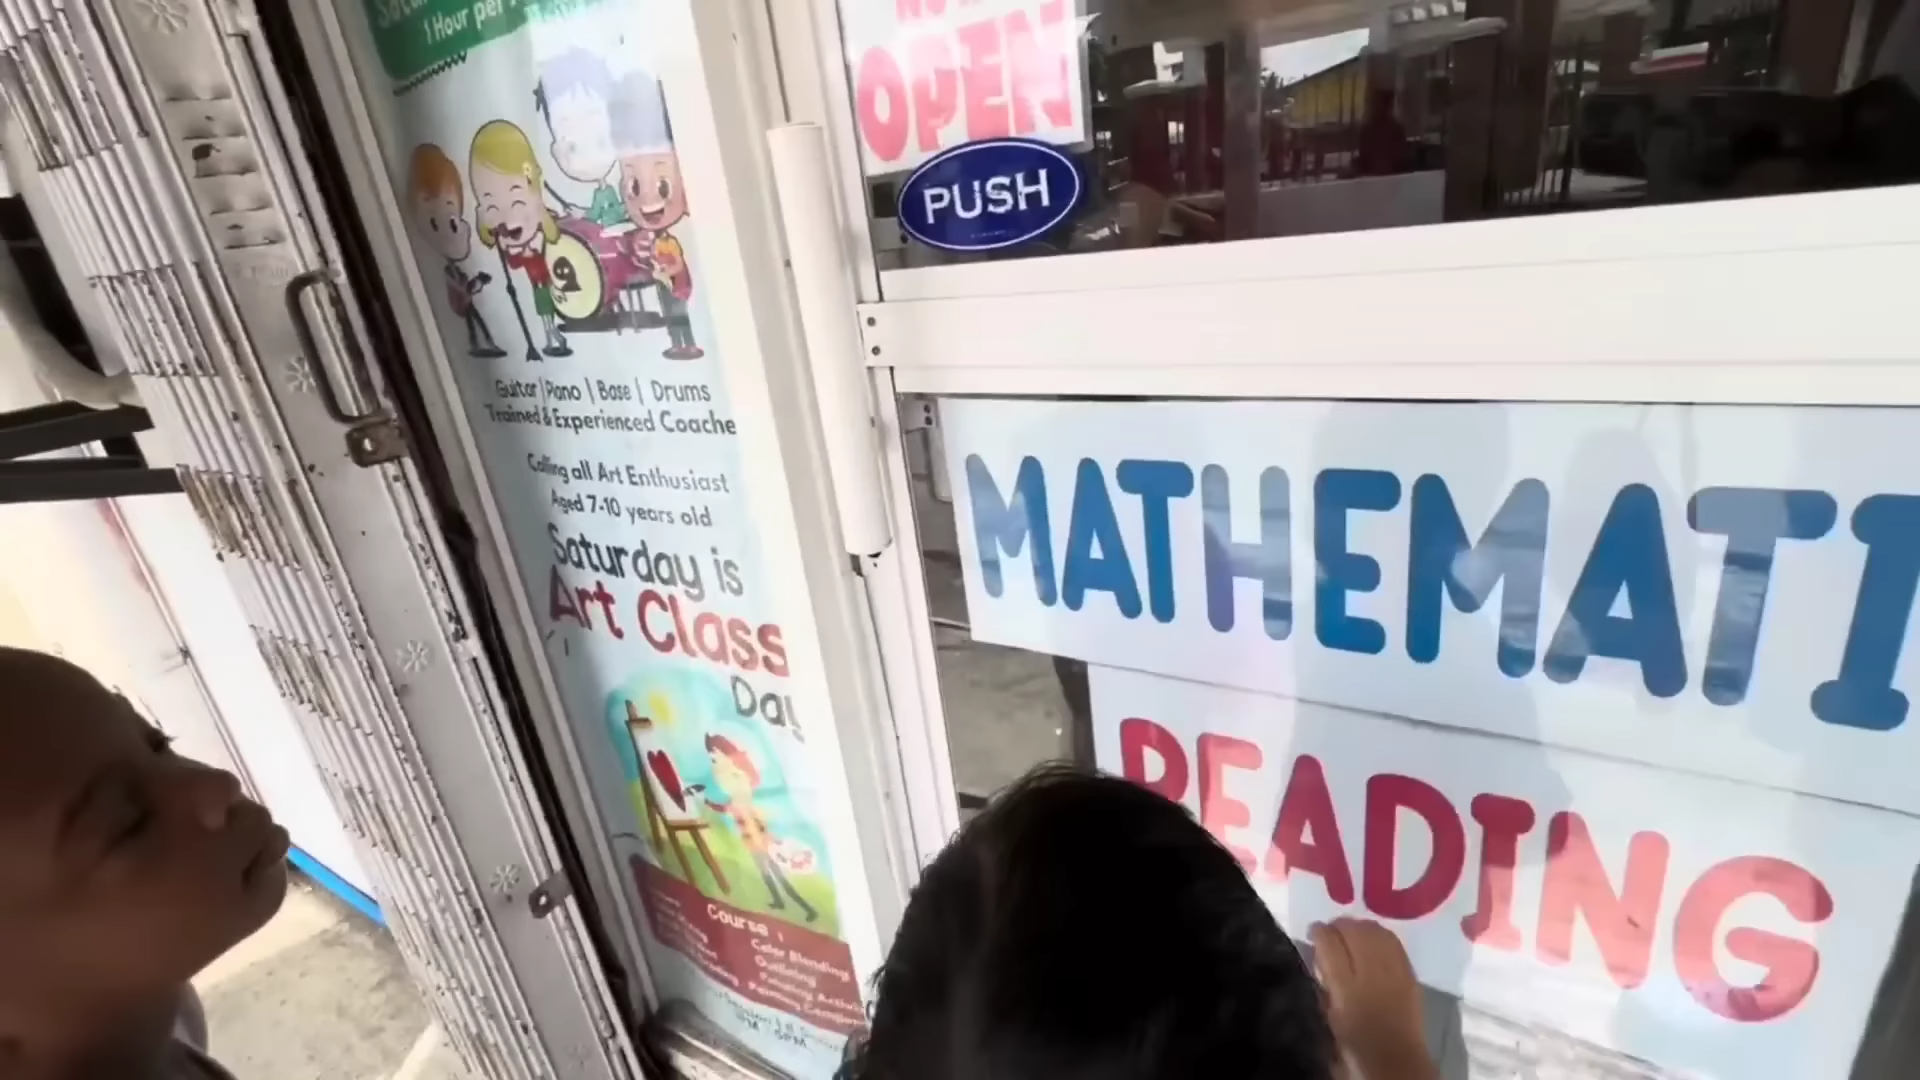 1 Hour per
Guitar | Piano | Base | Drums
Trained & Experienced Coache
Calling all Art Enthusiast
Aged 7-10 years old
Saturday is
Art Class
Day
Course :
Color Blending
Outlining
5PM
OPEN
PUSH
MATHEMATI
READING